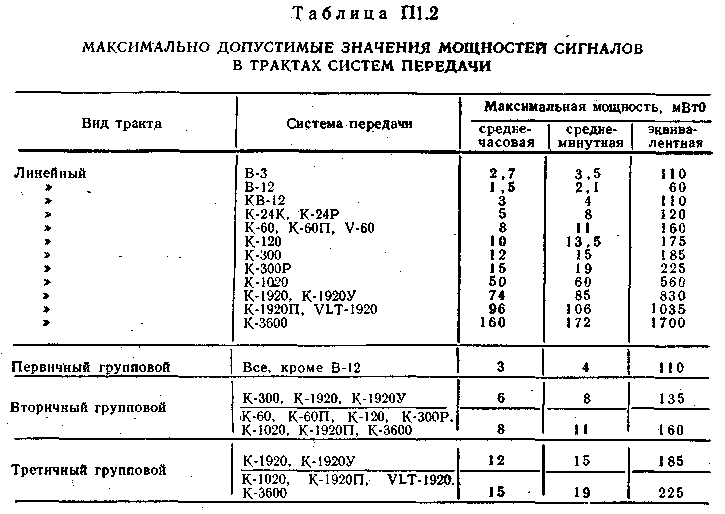 Таблица П1.2
МАКСИМАЛЬНО ДОПУСТИМЫЕ ЗНАЧЕНИЯ МОЩНОСТЕЙ СИГНАЛОВ
В ТРАКТАХ СИСТЕМ ПЕРЕДАЧИ
Вид тракта Система передачи Максимальная мощность, мВт0
средне- средне- эквива-
часовая минутная лентная
Линейный В-3 2,7 3,5 110
» В-12 1,5 2,1 60
» КВ-12 3 4 110
» К-24К, К-24Р 5 8 120
» К-60, К-60П, V-60 8 11 160
» К-120 10 13,5 175
» К-300 12 15 185
» К-300Р 15 19 225
» К-1020 50 60 560
» К-1920, К-1920У 74 85 830
» К-1920П, VLT-1920 96 106 1035
» К-3600 160 172 1700
Первичный групповой Все, кроме В-12 3 4 110
Вторичный групповой К-300, К-1920, К-1920У 6 8 135
К-60, К-60П, К-120, К-300Р.
К-1020, К-1920П, К-3600 8 11 160
Третичный групповой К-1920, К-1920У 12 15 185
К-1020, К-1920П, VLT-1920.
К-3600 15 19 225